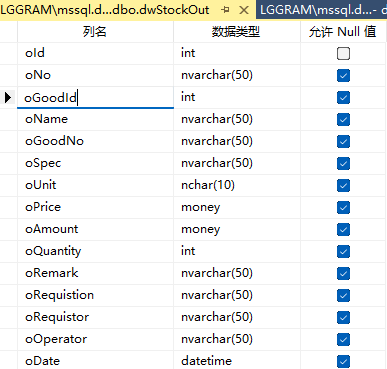 LGGRAM\mssql.d...dbo.dwStockOut LGGRAM\mssql.d...- d
列名 数据类型 允许 Null 值
oId int
oNo nvarchar(50)
oGoodId int
oName nvarchar(50)
oGoodNo nvarchar(50)
oSpec nvarchar(50)
oUnit nchar(10)
oPrice money
oAmount money
oQuantity int
oRemark nvarchar(50)
oRequistion nvarchar(50)
oRequistor nvarchar(50)
oOperator nvarchar(50)
oDate datetime